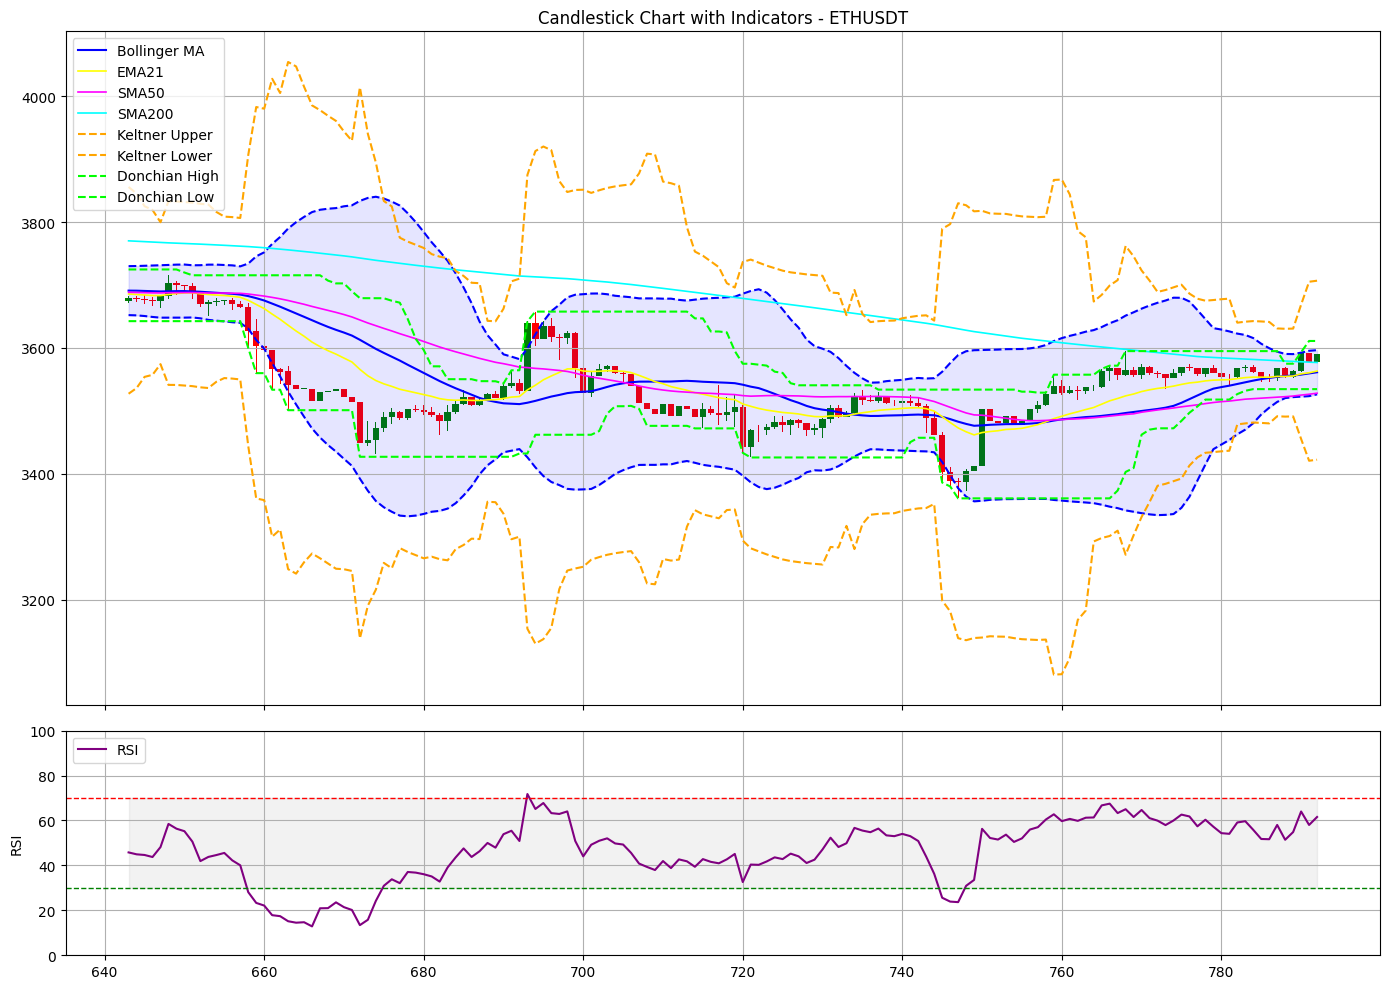 Candlestick Chart with Indicators - ETHUSDT
Bollinger MA
EMA21
SMA50
SMA200
Keltner Upper
Keltner Lower
Donchian High
Donchian Low
4000
3800
3600
3400
3200
RSI
100
80
60
40
20
0
RSI
640
660
680
700
720
740
760
780